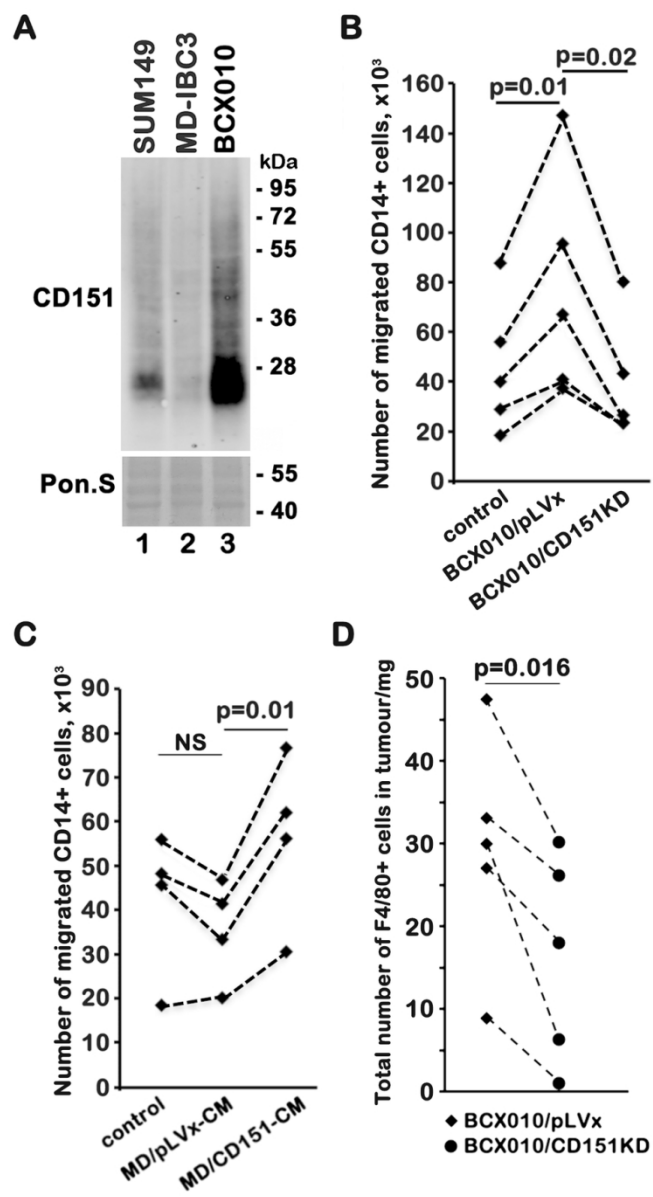 A
SUM149
MD-IBC3
BCX010
kDa
- 95
- 72
- 55
CD151
- 36
- 28
Pon.S
- 55
- 40
1 2 3
B
p=0.01
p=0.02
Number of migrated CD14+ cells, x10³
160
140
120
100
80
60
40
20
0
control
BCX010/pLVx
BCX010/CD151KD
C
Number of migrated CD14+ cells, x10³
90
80
70
60
50
40
30
20
10
0
NS
p=0.01
control
MD/pLVx-CM
MD/CD151-CM
D
p=0.016
Total number of F4/80+ cells in tumour/mg
50
40
30
20
10
0
◆ BCX010/pLVx
● BCX010/CD151KD